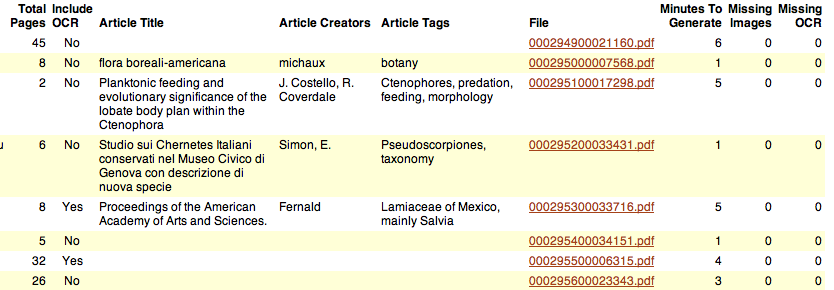 Total Include Minutes To Missing Missing
Pages OCR Article Title Article Creators Article Tags File Generate Images OCR
45 No 000294900021160.pdf 6 0 0
8 No flora boreali-americana michaux botany 000295000007568.pdf 1 0 0
2 No Planktonic feeding and J. Costello, R. Ctenophores, predation, 000295100017298.pdf 5 0 0
evolutionary significance of the Coverdale feeding, morphology
lobate body plan within the
Ctenophora
u 6 No Studio sui Chernetes Italiani Simon, E. Pseudoscorpiones, 000295200033431.pdf 1 0 0
conservati nel Museo Civico di taxonomy
Genova con descrizione di
nuova specie
8 Yes Proceedings of the American Fernald Lamiaceae of Mexico, 000295300033716.pdf 5 0 0
Academy of Arts and Sciences. mainly Salvia
5 No 000295400034151.pdf 1 0 0
32 Yes 000295500006315.pdf 4 0 0
26 No 000295600023343.pdf 3 0 0